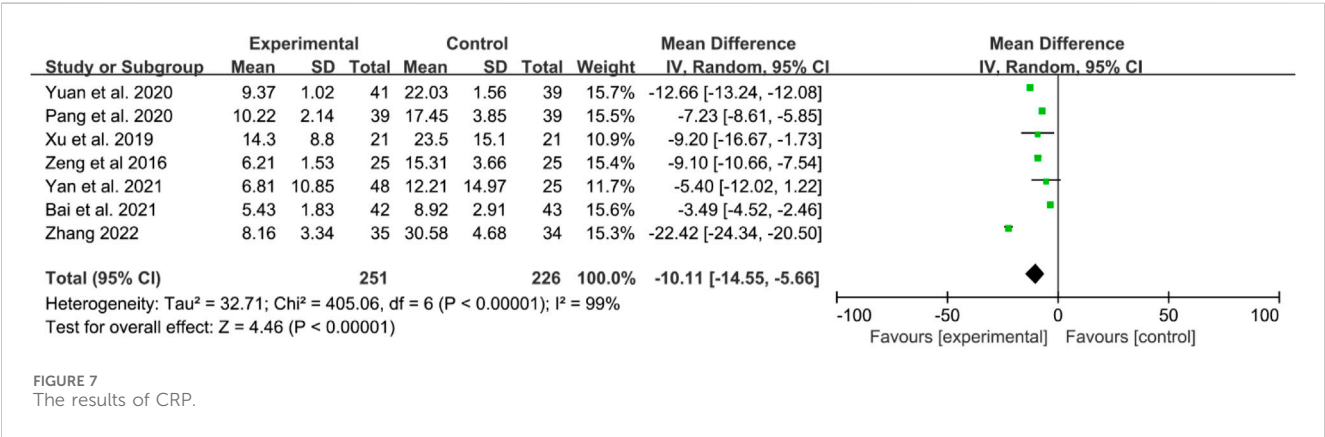 Experimental Control Mean Difference Mean Difference
Study or Subgroup Mean SD Total Mean SD Total Weight IV, Random, 95% CI IV, Random, 95% CI
Yuan et al. 2020 9.37 1.02 41 22.03 1.56 39 15.7% -12.66 [-13.24, -12.08]
Pang et al. 2020 10.22 2.14 39 17.45 3.85 39 15.5% -7.23 [-8.61, -5.85]
Xu et al. 2019 14.3 8.8 21 23.5 15.1 21 10.9% -9.20 [-16.67, -1.73]
Zeng et al 2016 6.21 1.53 25 15.31 3.66 25 15.4% -9.10 [-10.66, -7.54]
Yan et al. 2021 6.81 10.85 48 12.21 14.97 25 11.7% -5.40 [-12.02, 1.22]
Bai et al. 2021 5.43 1.83 42 8.92 2.91 43 15.6% -3.49 [-4.52, -2.46]
Zhang 2022 8.16 3.34 35 30.58 4.68 34 15.3% -22.42 [-24.34, -20.50]
Total (95% CI) 251 226 100.0% -10.11 [-14.55, -5.66]
Heterogeneity: Tau² = 32.71; Chi² = 405.06, df = 6 (P < 0.00001); I² = 99%
Test for overall effect: Z = 4.46 (P < 0.00001)
-100 -50 0 50 100
Favours [experimental] Favours [control]
FIGURE 7
The results of CRP.